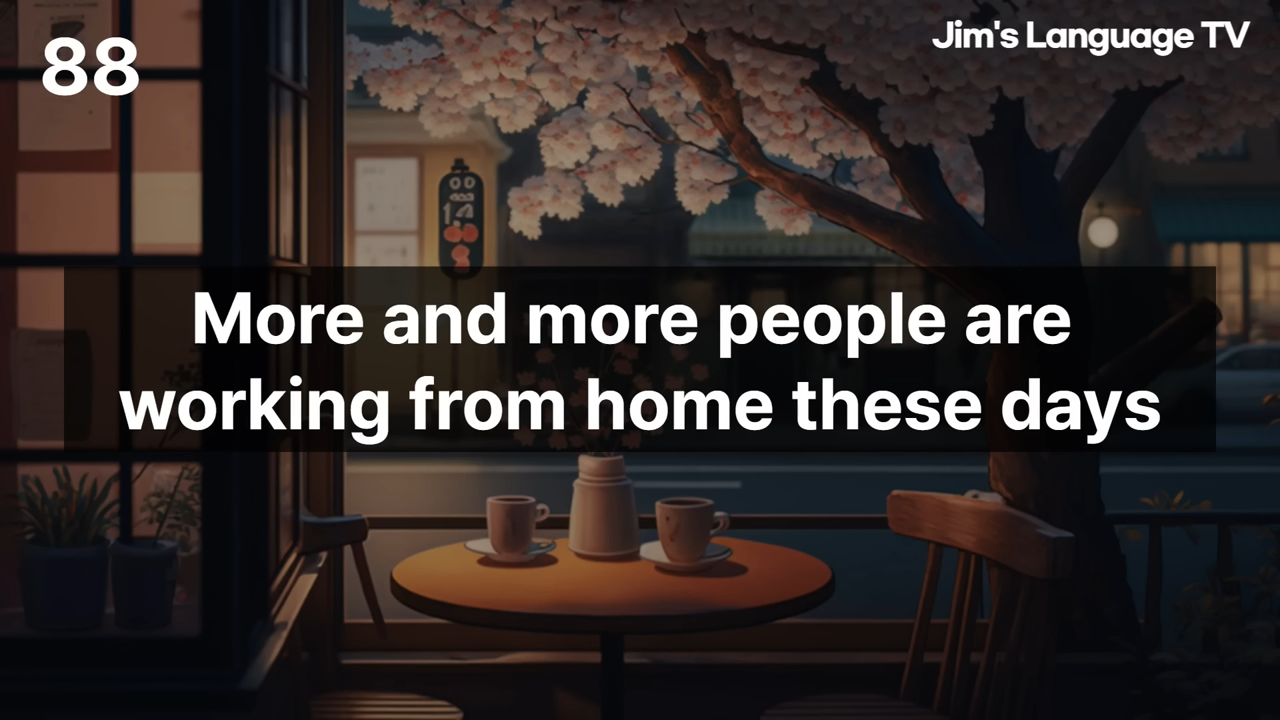 88
Jim's Language TV
More and more people are
working from home these days